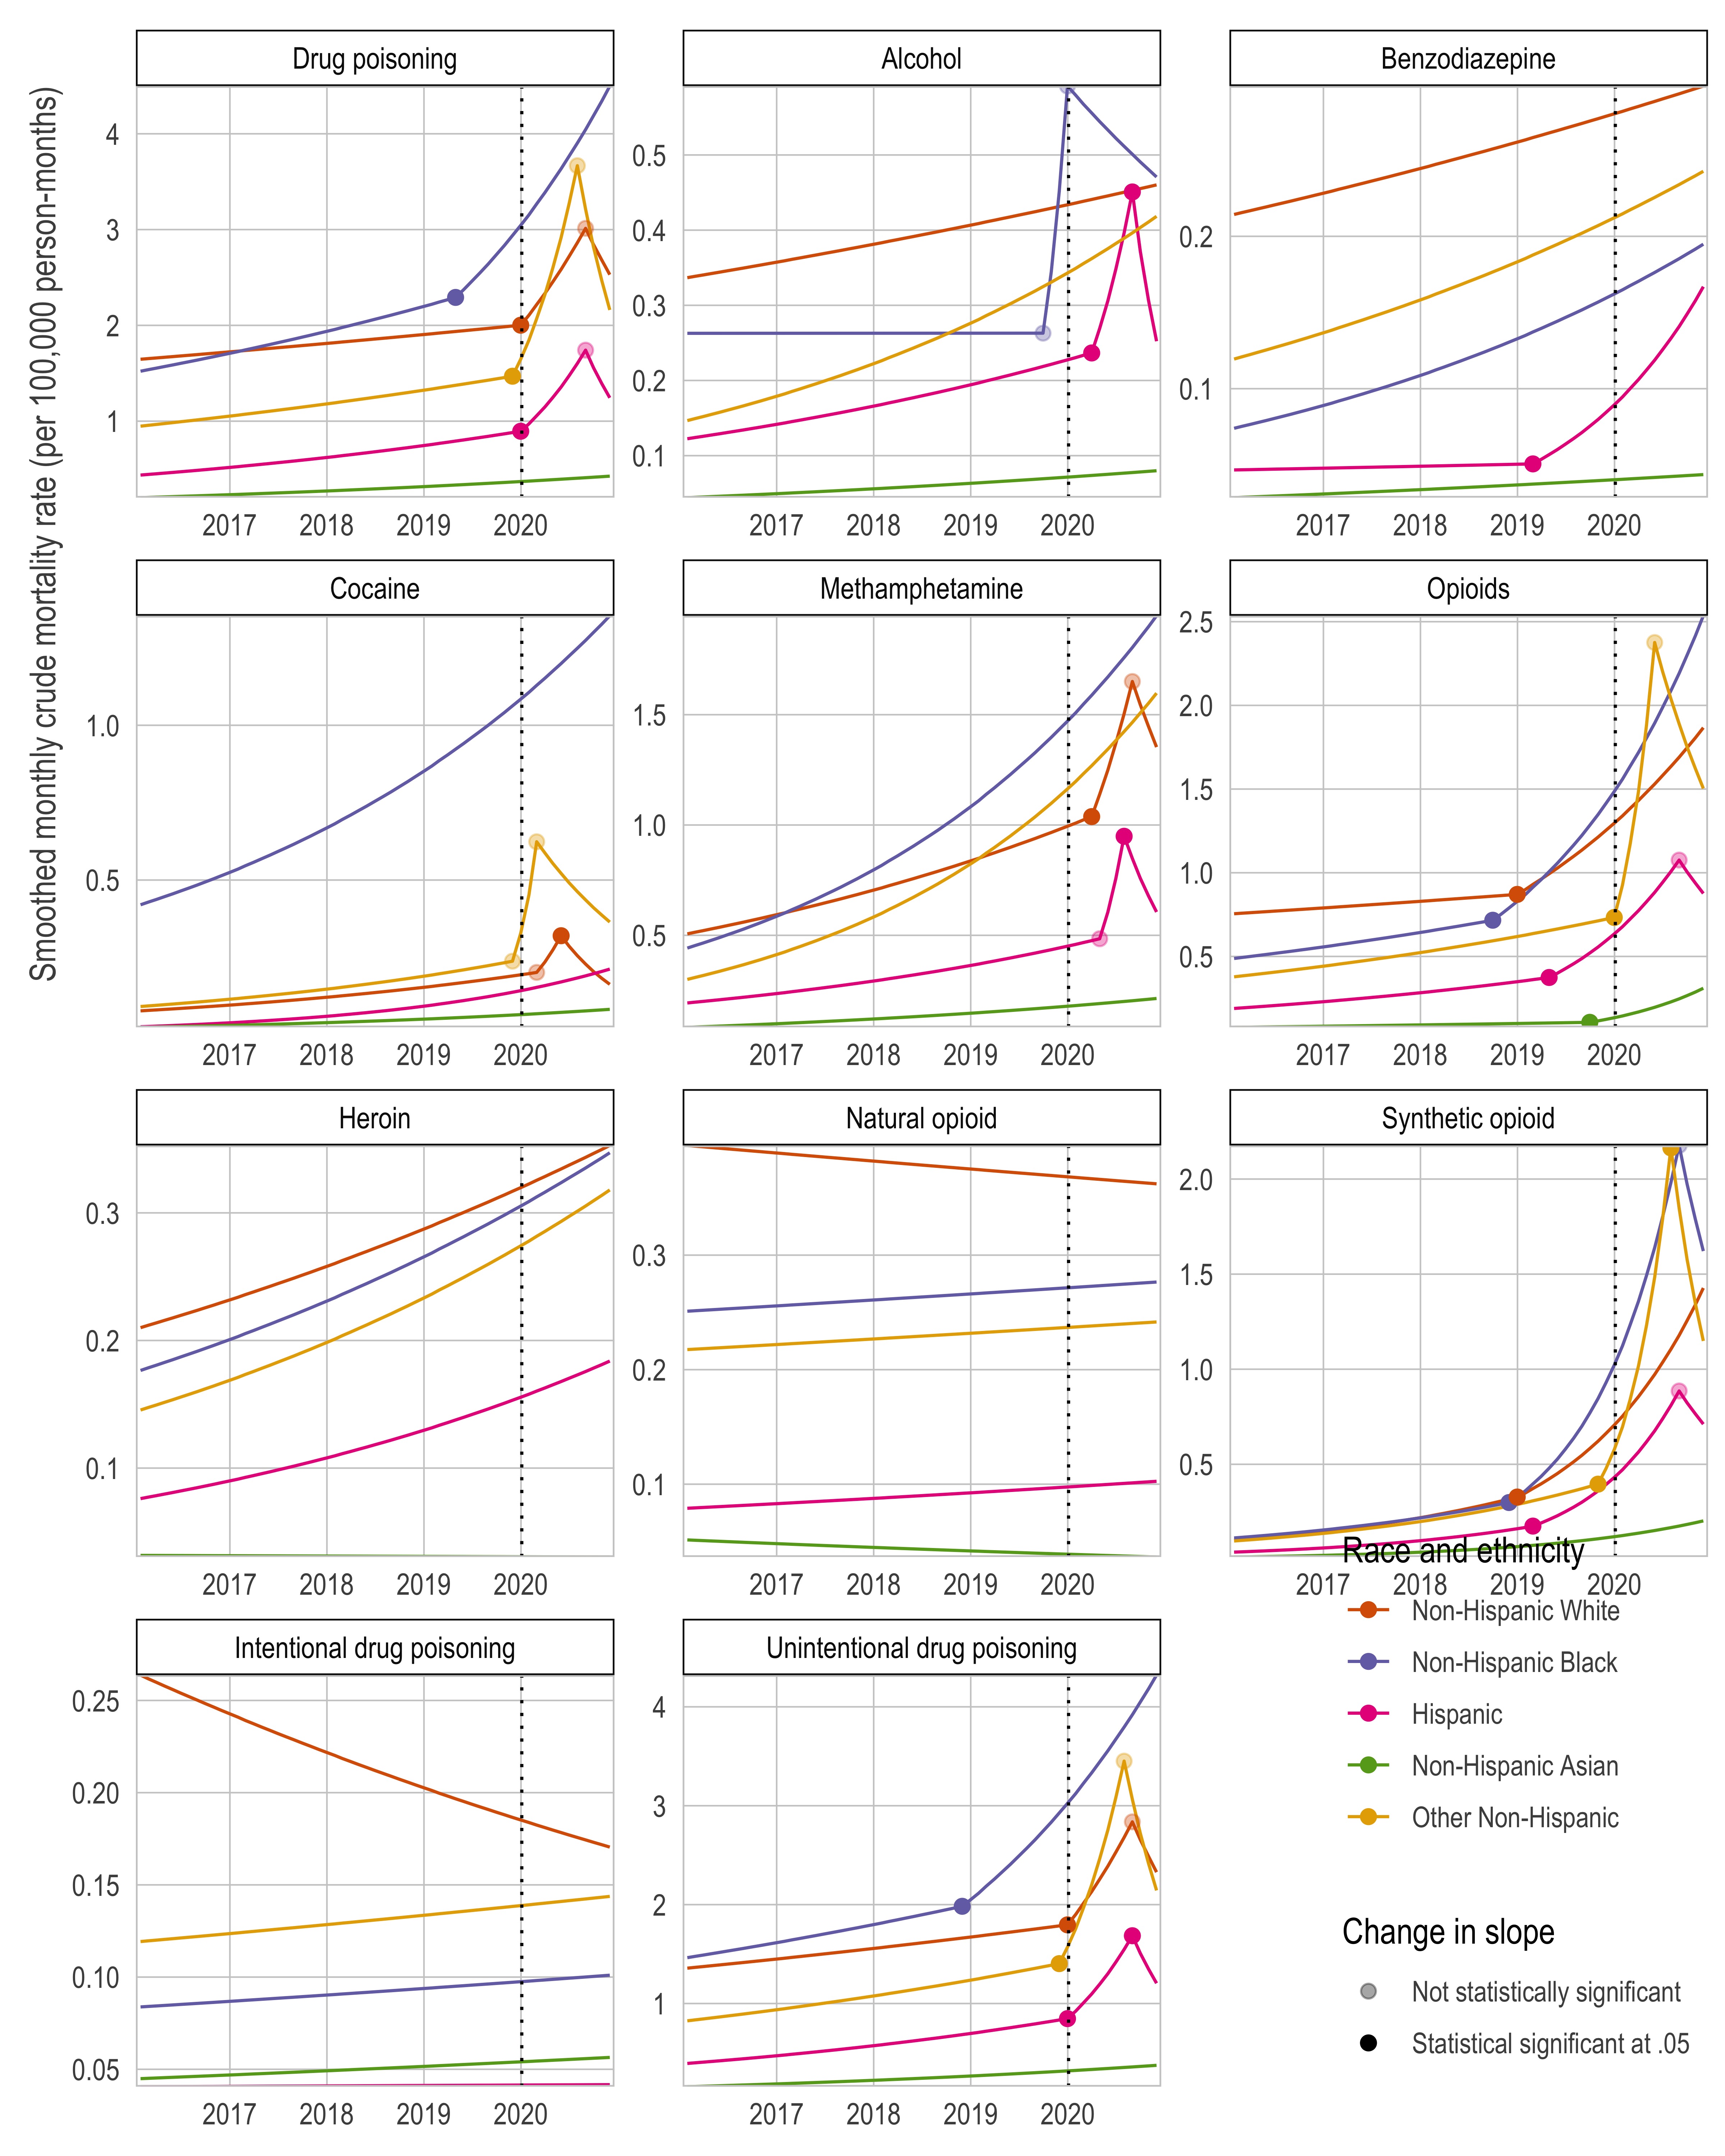 Smoothed monthly crude mortality rate (per 100,000 person-months)
Drug poisoning
4
3
2
1
2017 2018 2019 2020
Alcohol
0.5
0.4
0.3
0.2
0.1
2017 2018 2019 2020
Benzodiazepine
0.2
0.1
2017 2018 2019 2020
Cocaine
1.0
0.5
2017 2018 2019 2020
Methamphetamine
1.5
1.0
0.5
2017 2018 2019 2020
Opioids
2.5
2.0
1.5
1.0
0.5
2017 2018 2019 2020
Heroin
0.3
0.2
0.1
2017 2018 2019 2020
Natural opioid
0.3
0.2
0.1
2017 2018 2019 2020
Synthetic opioid
2.0
1.5
1.0
0.5
2017 2018 2019 2020
Intentional drug poisoning
0.25
0.20
0.15
0.10
0.05
2017 2018 2019 2020
Unintentional drug poisoning
4
3
2
1
2017 2018 2019 2020
Race and ethnicity
Non-Hispanic White
Non-Hispanic Black
Hispanic
Non-Hispanic Asian
Other Non-Hispanic
Change in slope
Not statistically significant
Statistical significant at .05